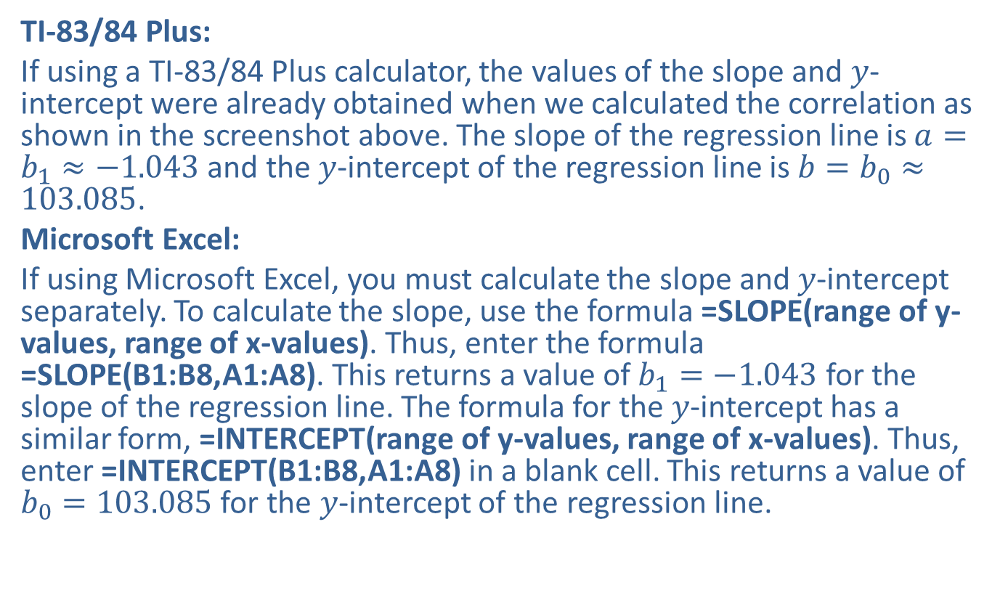 TI-83/84 Plus:
If using a TI-83/84 Plus calculator, the values of the slope and y-
intercept were already obtained when we calculated the correlation as
shown in the screenshot above. The slope of the regression line is a =
b₁ ≈ −1.043 and the y-intercept of the regression line is b = b₀ ≈
103.085.
Microsoft Excel:
If using Microsoft Excel, you must calculate the slope and y-intercept
separately. To calculate the slope, use the formula =SLOPE(range of y-
values, range of x-values). Thus, enter the formula
=SLOPE(B1:B8,A1:A8). This returns a value of b₁ = −1.043 for the
slope of the regression line. The formula for the y-intercept has a
similar form, =INTERCEPT(range of y-values, range of x-values). Thus,
enter =INTERCEPT(B1:B8,A1:A8) in a blank cell. This returns a value of
b₀ = 103.085 for the y-intercept of the regression line.